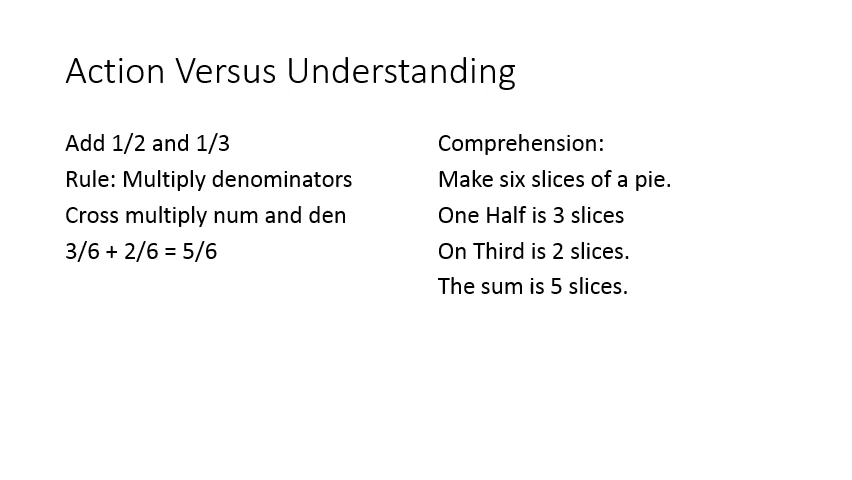 Action Versus Understanding
Add 1/2 and 1/3
Rule: Multiply denominators
Cross multiply num and den
3/6 + 2/6 = 5/6
Comprehension:
Make six slices of a pie.
One Half is 3 slices
On Third is 2 slices.
The sum is 5 slices.